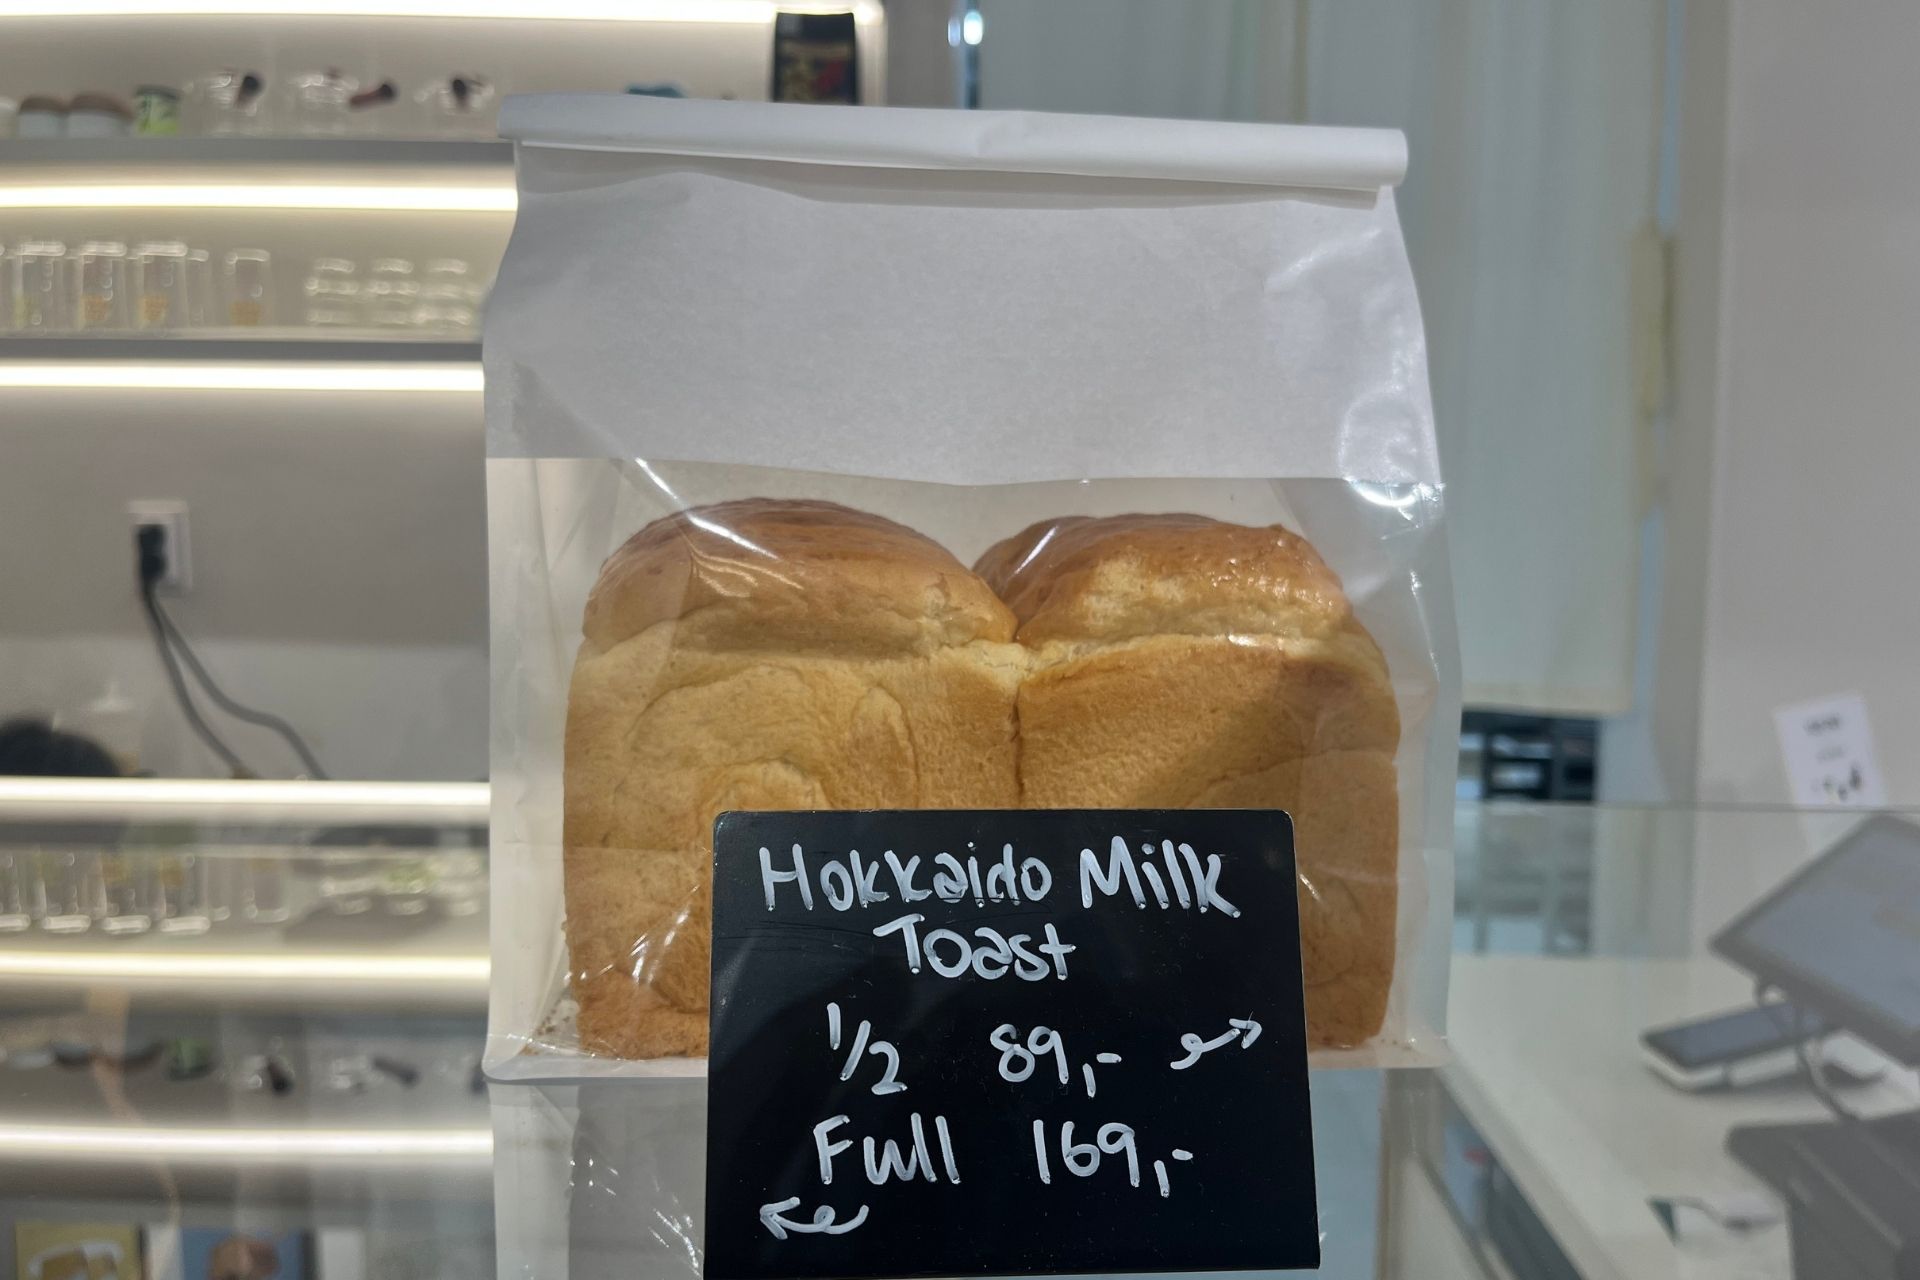 Hokkaido Milk
Toast
1/2 89,-
Full 169,-